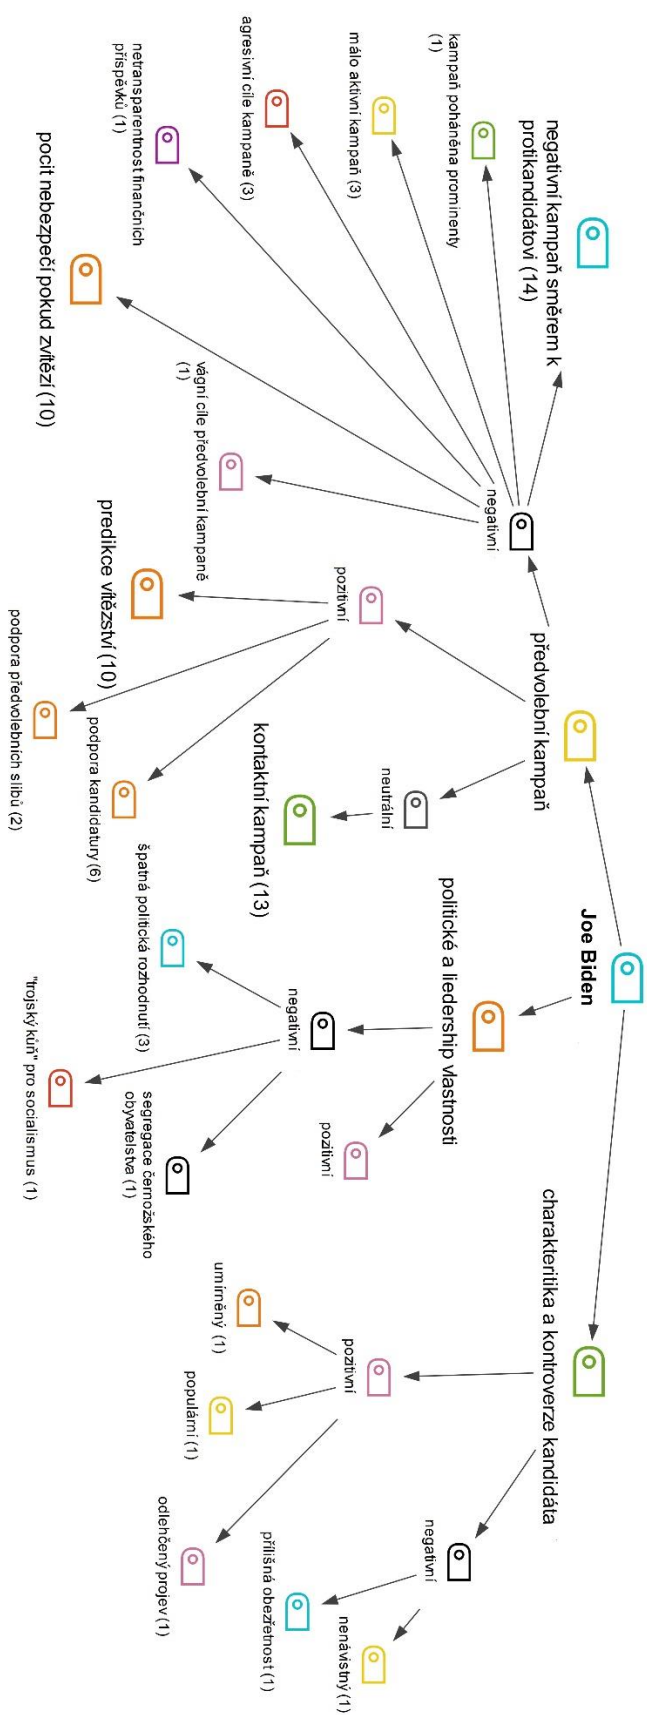 Joe Biden
předvolební kampaň
politické a liedership vlastnosti
charakteritika a kontroverze kandidáta
negativní
pozitivní
neutrální
negativní kampaň směrem k
protikandidátovi (14)
kampaň poháněna prominenty
(1)
málo aktivní kampaň (3)
agresivní cíle kampaně (3)
netransparentnost finančních
příspěvků (1)
pocit nebezpečí pokud zvítězí (10)
vágní cíle předvolební kampaně
(1)
predikce vítězství (10)
podpora předvolebních slibů (2)
podpora kandidatury (6)
kontaktní kampaň (13)
negativní
pozitivní
špatná politická rozhodnutí (3)
"trojský kůň" pro socialismus (1)
segregace černožského
obyvatelstva (1)
pozitivní
negativní
umírněný (1)
populární (1)
odlehčený projev (1)
přílišná obezřetnost (1)
nenávistný (1)